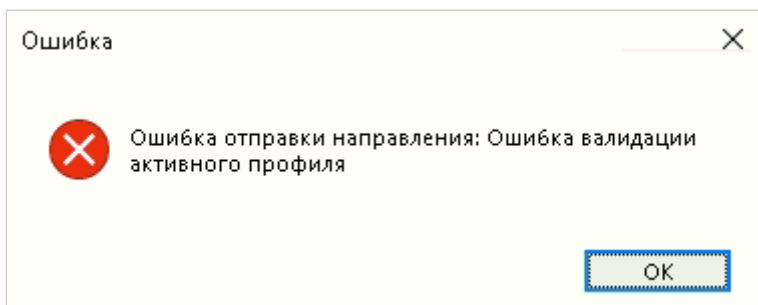 Ошибка
Ошибка отправки направления: Ошибка валидации
активного профиля
OK